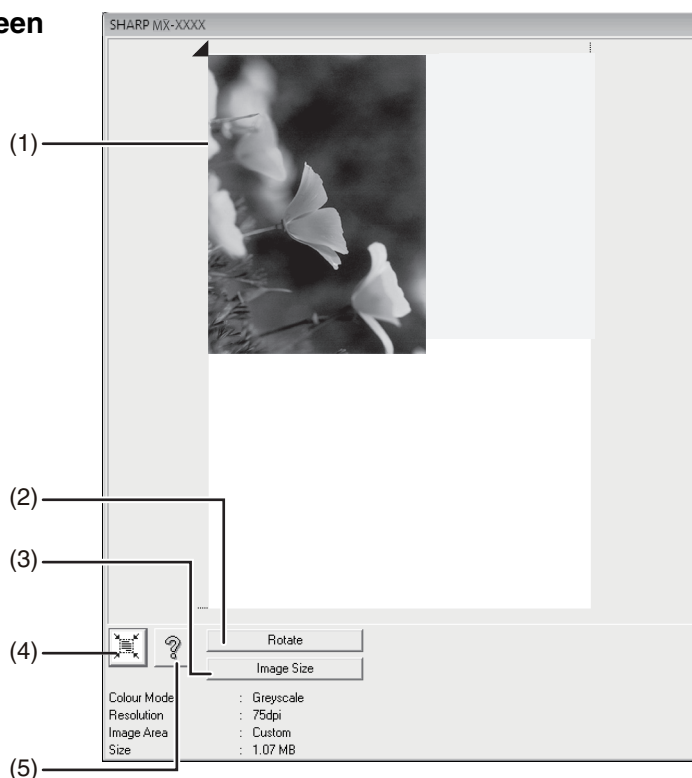 een
SHARP MX-XXXX
(1)
(2)
(3)
Rotate
(4)
Image Size
Colour Mode : Greyscale
Resolution : 75dpi
Image Area : Custom
Size : 1.07 MB
(5)